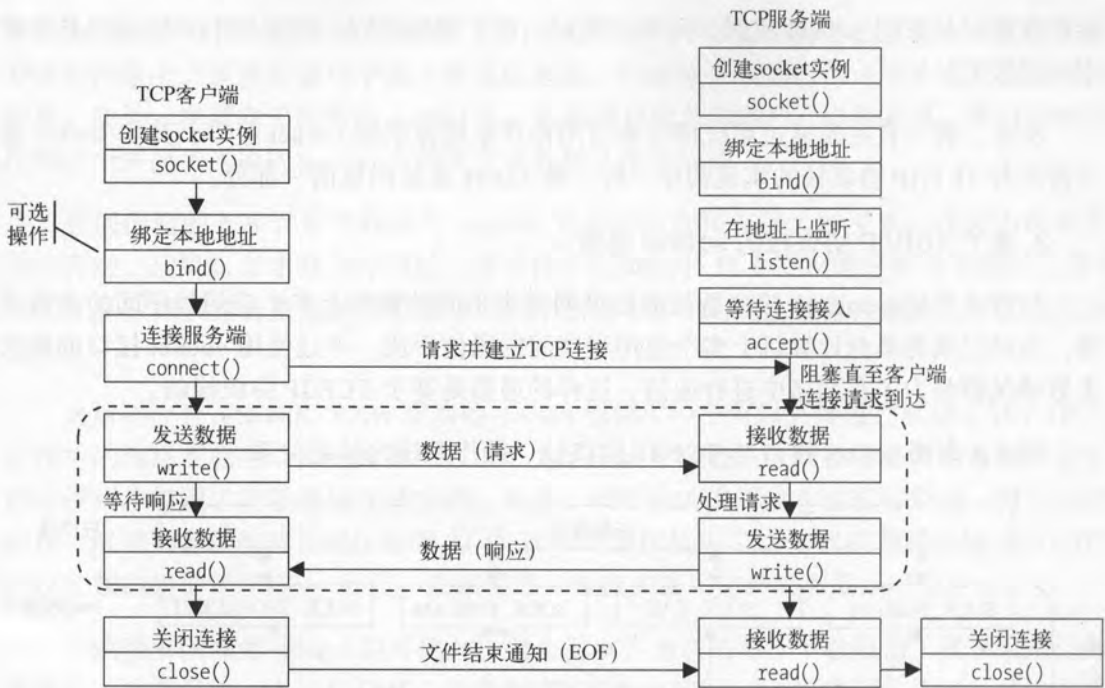 TCP服务端
创建socket实例
socket()
绑定本地地址
bind()
在地址上监听
listen()
等待连接接入
accept()
阻塞直至客户端
连接请求到达
TCP客户端
创建socket实例
socket()
可选
操作
绑定本地地址
bind()
连接服务端
connect()
请求并建立TCP连接
发送数据
write()
数据（请求）
接收数据
read()
等待响应
处理请求
接收数据
read()
数据（响应）
发送数据
write()
关闭连接
close()
文件结束通知（EOF）
接收数据
read()
关闭连接
close()